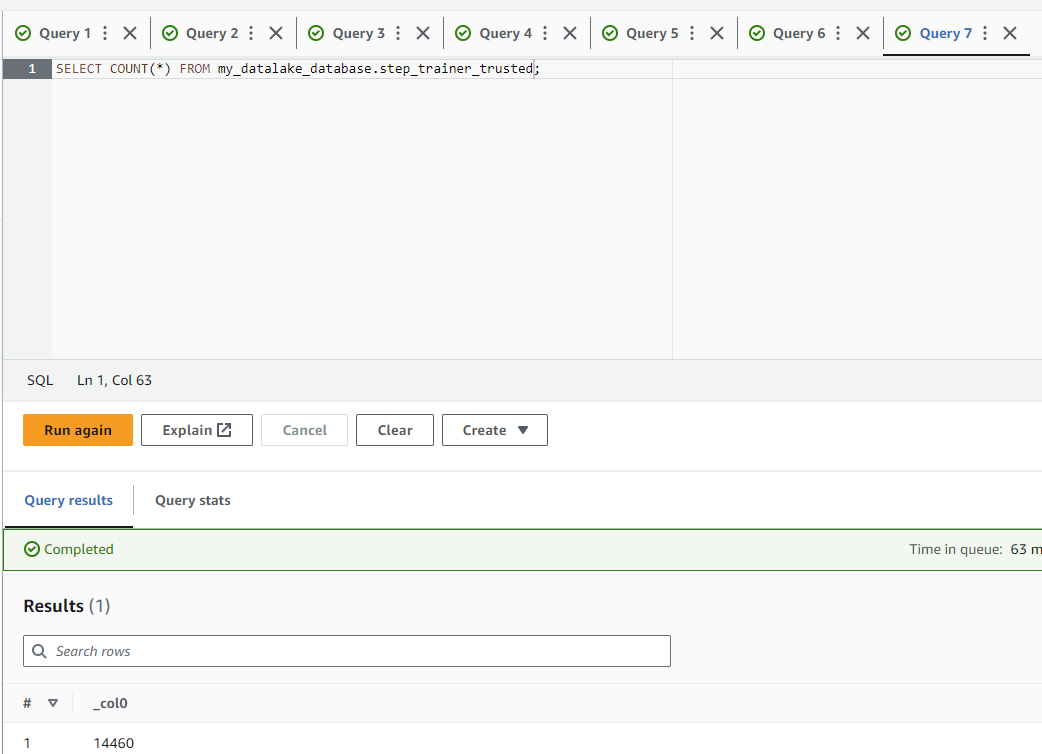 Query 1 Query 2 Query 3 Query 4 Query 5 Query 6 Query 7
1 SELECT COUNT(*) FROM my_datalake_database.step_trainer_trusted;
SQL Ln 1, Col 63
Run again Explain Cancel Clear Create
Query results Query stats
Completed Time in queue: 63 m
Results (1)
Search rows
# _col0
1 14460